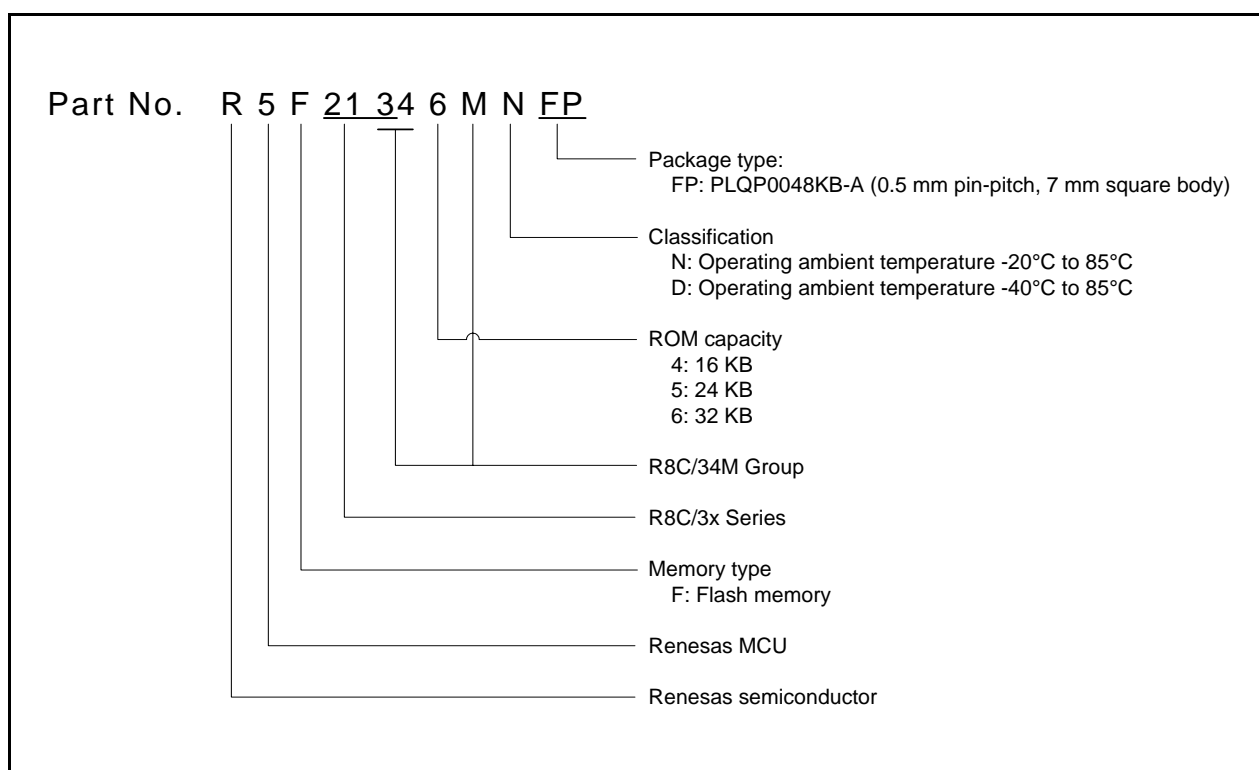 Part No. R 5 F 21 34 6 M N FP
Package type:
FP: PLQP0048KB-A (0.5 mm pin-pitch, 7 mm square body)
Classification
N: Operating ambient temperature -20°C to 85°C
D: Operating ambient temperature -40°C to 85°C
ROM capacity
4: 16 KB
5: 24 KB
6: 32 KB
R8C/34M Group
R8C/3x Series
Memory type
F: Flash memory
Renesas MCU
Renesas semiconductor